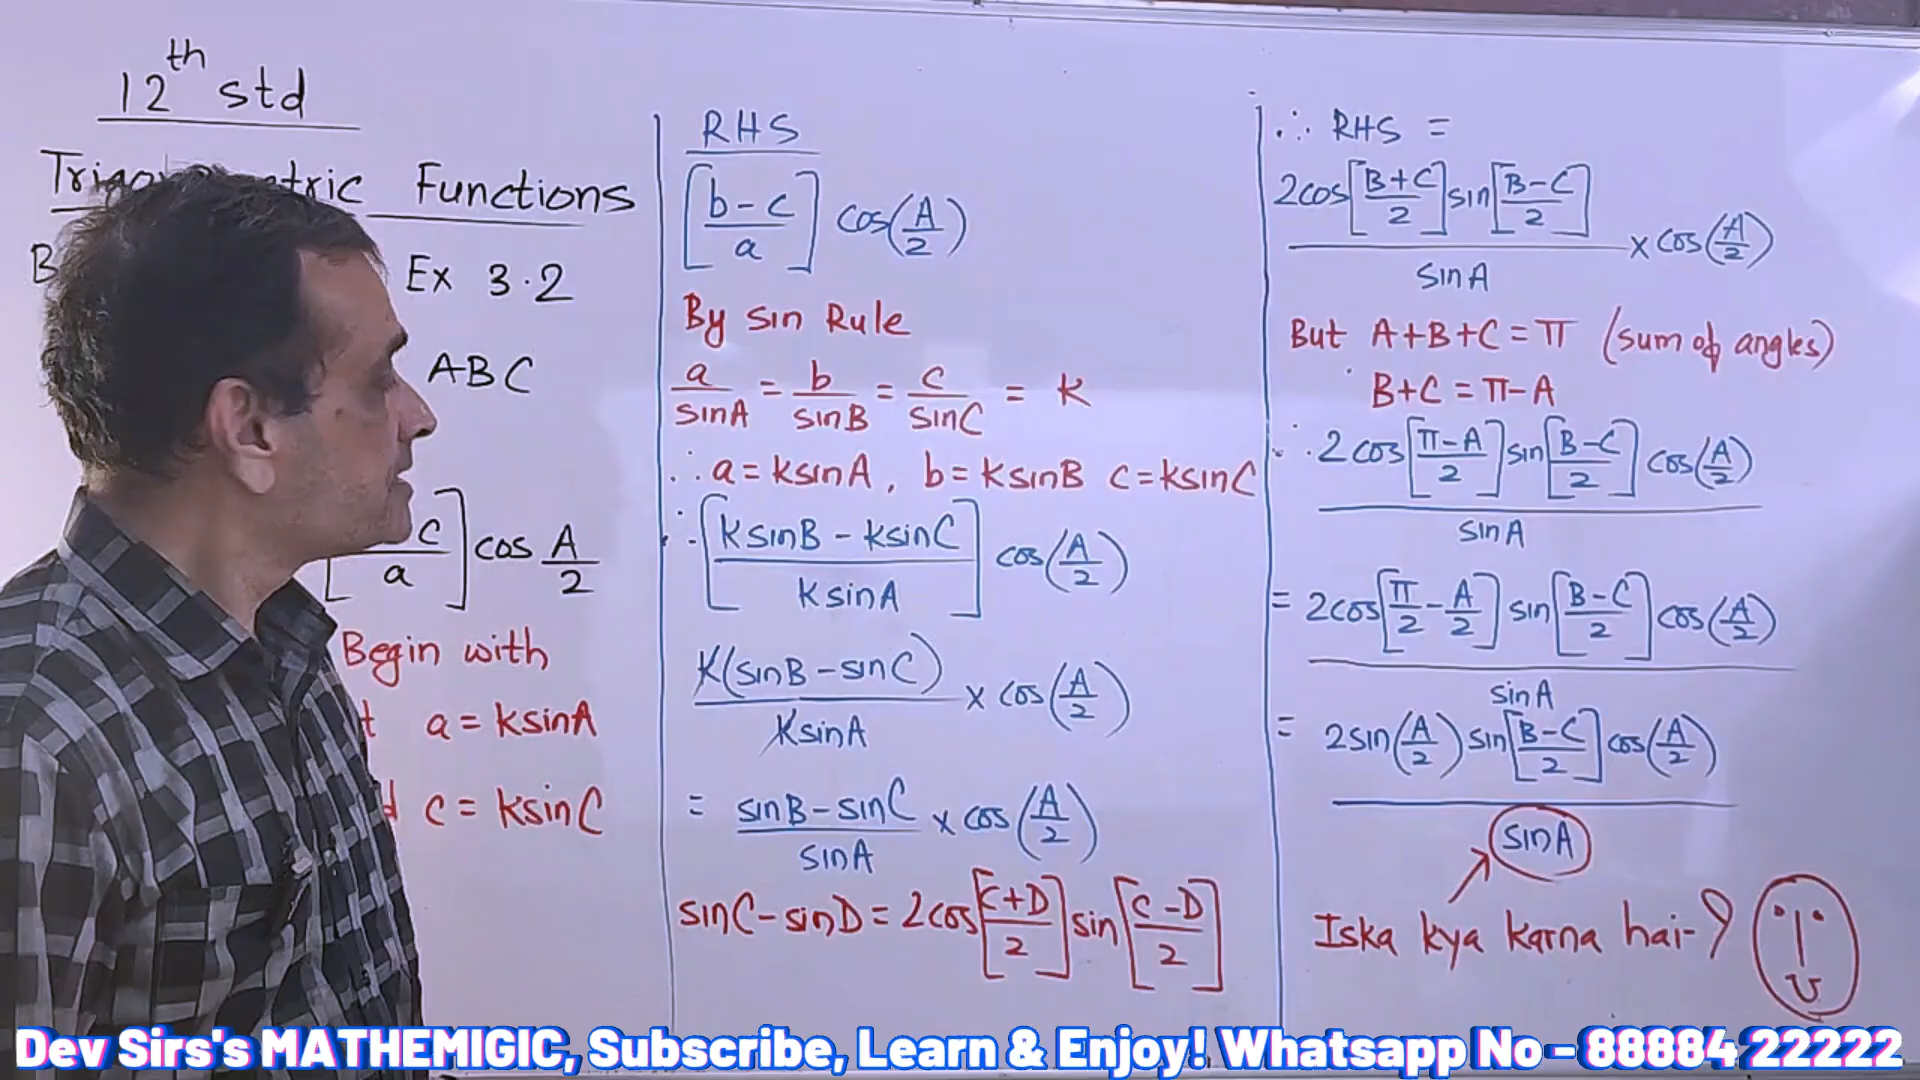 12th std
Functions
Ex 3.2
ABC
c/a] cos A/2
Begin with
a = ksinA
c = ksinC
RHS
[(b-c)/a] cos(A/2)
By sin Rule
a/sinA = b/sinB = c/sinC = K
∴ a = ksinA, b = ksinB c = ksinC
∴ [(ksinB - ksinC)/ksinA] cos(A/2)
K(sinB - sinC)/KsinA × cos(A/2)
= (sinB - sinC)/sinA × cos(A/2)
sinC - sinD = 2cos[(C+D)/2] sin[(C-D)/2]
∴ RHS =
2cos[(B+C)/2] sin[(B-C)/2]/sinA × cos(A/2)
But A+B+C = π (sum of angles)
B+C = π-A
∴ 2cos[(π-A)/2] sin[(B-C)/2] cos(A/2)/sinA
= 2cos[π/2 - A/2] sin[(B-C)/2] cos(A/2)/sinA
= 2sin(A/2) sin[(B-C)/2] cos(A/2)/sinA
Iska kya karna hai-?
Dev Sirs's MATHEMIGIC, Subscribe, Learn & Enjoy! Whatsapp No - 88884 22222